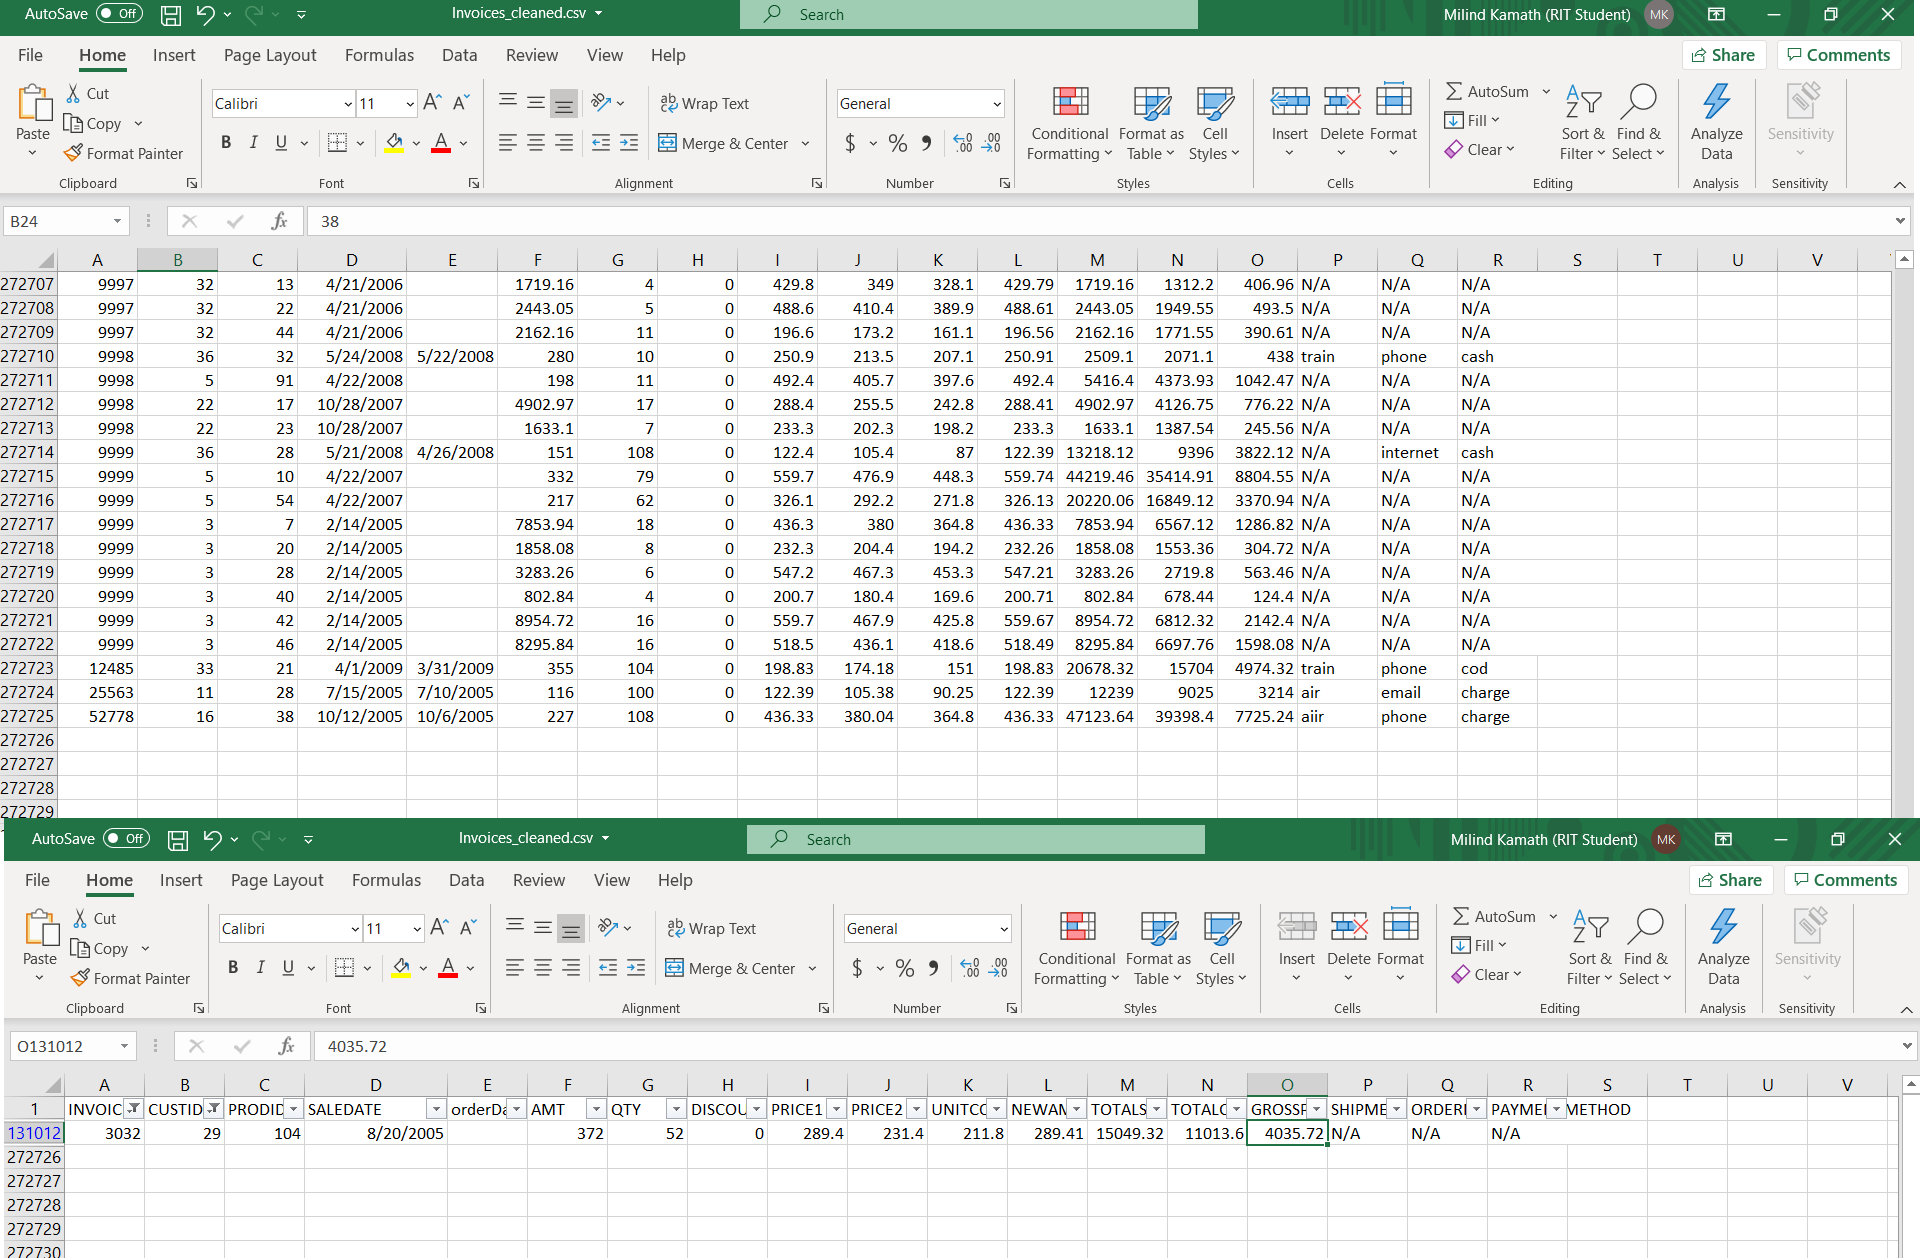 AutoSave Off Invoices_cleaned.csv Search Milind Kamath (RIT Student) MK
File Home Insert Page Layout Formulas Data Review View Help Share Comments
Paste Cut Copy Format Painter Clipboard
Calibri 11 B I U A Font
Wrap Text Merge & Center Alignment
General $ % Number
Conditional Formatting Format as Table Cell Styles Styles
Insert Delete Format Cells
AutoSum Fill Clear Sort & Filter Find & Select Editing
Analyze Data Analysis
Sensitivity Sensitivity
B24 fx 38
A B C D E F G H I J K L M N O P Q R S T U V
272707 9997 32 13 4/21/2006 1719.16 4 0 429.8 349 328.1 429.79 1719.16 1312.2 406.96 N/A N/A N/A
272708 9997 32 22 4/21/2006 2443.05 5 0 488.6 410.4 389.9 488.61 2443.05 1949.55 493.5 N/A N/A N/A
272709 9997 32 44 4/21/2006 2162.16 11 0 196.6 173.2 161.1 196.56 2162.16 1771.55 390.61 N/A N/A N/A
272710 9998 36 32 5/24/2008 5/22/2008 280 10 0 250.9 213.5 207.1 250.91 2509.1 2071.1 438 train phone cash
272711 9998 5 91 4/22/2008 198 11 0 492.4 405.7 397.6 492.4 5416.4 4373.93 1042.47 N/A N/A N/A
272712 9998 22 17 10/28/2007 4902.97 17 0 288.4 255.5 242.8 288.41 4902.97 4126.75 776.22 N/A N/A N/A
272713 9998 22 23 10/28/2007 1633.1 7 0 233.3 202.3 198.2 233.3 1633.1 1387.54 245.56 N/A N/A N/A
272714 9999 36 28 5/21/2008 4/26/2008 151 108 0 122.4 105.4 87 122.39 13218.12 9396 3822.12 N/A internet cash
272715 9999 5 10 4/22/2007 332 79 0 559.7 476.9 448.3 559.74 44219.46 35414.91 8804.55 N/A N/A N/A
272716 9999 5 54 4/22/2007 217 62 0 326.1 292.2 271.8 326.13 20220.06 16849.12 3370.94 N/A N/A N/A
272717 9999 3 7 2/14/2005 7853.94 18 0 436.3 380 364.8 436.33 7853.94 6567.12 1286.82 N/A N/A N/A
272718 9999 3 20 2/14/2005 1858.08 8 0 232.3 204.4 194.2 232.26 1858.08 1553.36 304.72 N/A N/A N/A
272719 9999 3 28 2/14/2005 3283.26 6 0 547.2 467.3 453.3 547.21 3283.26 2719.8 563.46 N/A N/A N/A
272720 9999 3 40 2/14/2005 802.84 4 0 200.7 180.4 169.6 200.71 802.84 678.44 124.4 N/A N/A N/A
272721 9999 3 42 2/14/2005 8954.72 16 0 559.7 467.9 425.8 559.67 8954.72 6812.32 2142.4 N/A N/A N/A
272722 9999 3 46 2/14/2005 8295.84 16 0 518.5 436.1 418.6 518.49 8295.84 6697.76 1598.08 N/A N/A N/A
272723 12485 33 21 4/1/2009 3/31/2009 355 104 0 198.83 174.18 151 198.83 20678.32 15704 4974.32 train phone cod
272724 25563 11 28 7/15/2005 7/10/2005 116 100 0 122.39 105.38 90.25 122.39 12239 9025 3214 air email charge
272725 52778 16 38 10/12/2005 10/6/2005 227 108 0 436.33 380.04 364.8 436.33 47123.64 39398.4 7725.24 aiir phone charge
272726
272727
272728
272729
AutoSave Off Invoices_cleaned.csv Search Milind Kamath (RIT Student) MK
File Home Insert Page Layout Formulas Data Review View Help Share Comments
Paste Cut Copy Format Painter Clipboard
Calibri 11 B I U A Font
Wrap Text Merge & Center Alignment
General $ % Number
Conditional Formatting Format as Table Cell Styles Styles
Insert Delete Format Cells
AutoSum Fill Clear Sort & Filter Find & Select Editing
Analyze Data Analysis
Sensitivity Sensitivity
O131012 fx 4035.72
A B C D E F G H I J K L M N O P Q R S T U V
1 INVOIC CUSTID PRODID SALEDATE orderDa AMT QTY DISCOU PRICE1 PRICE2 UNITCO NEWAM TOTALS TOTALC GROSSP SHIPME ORDERI PAYMEI METHOD
131012 3032 29 104 8/20/2005 372 52 0 289.4 231.4 211.8 289.41 15049.32 11013.6 4035.72 N/A N/A N/A
272726
272727
272728
272729
272730